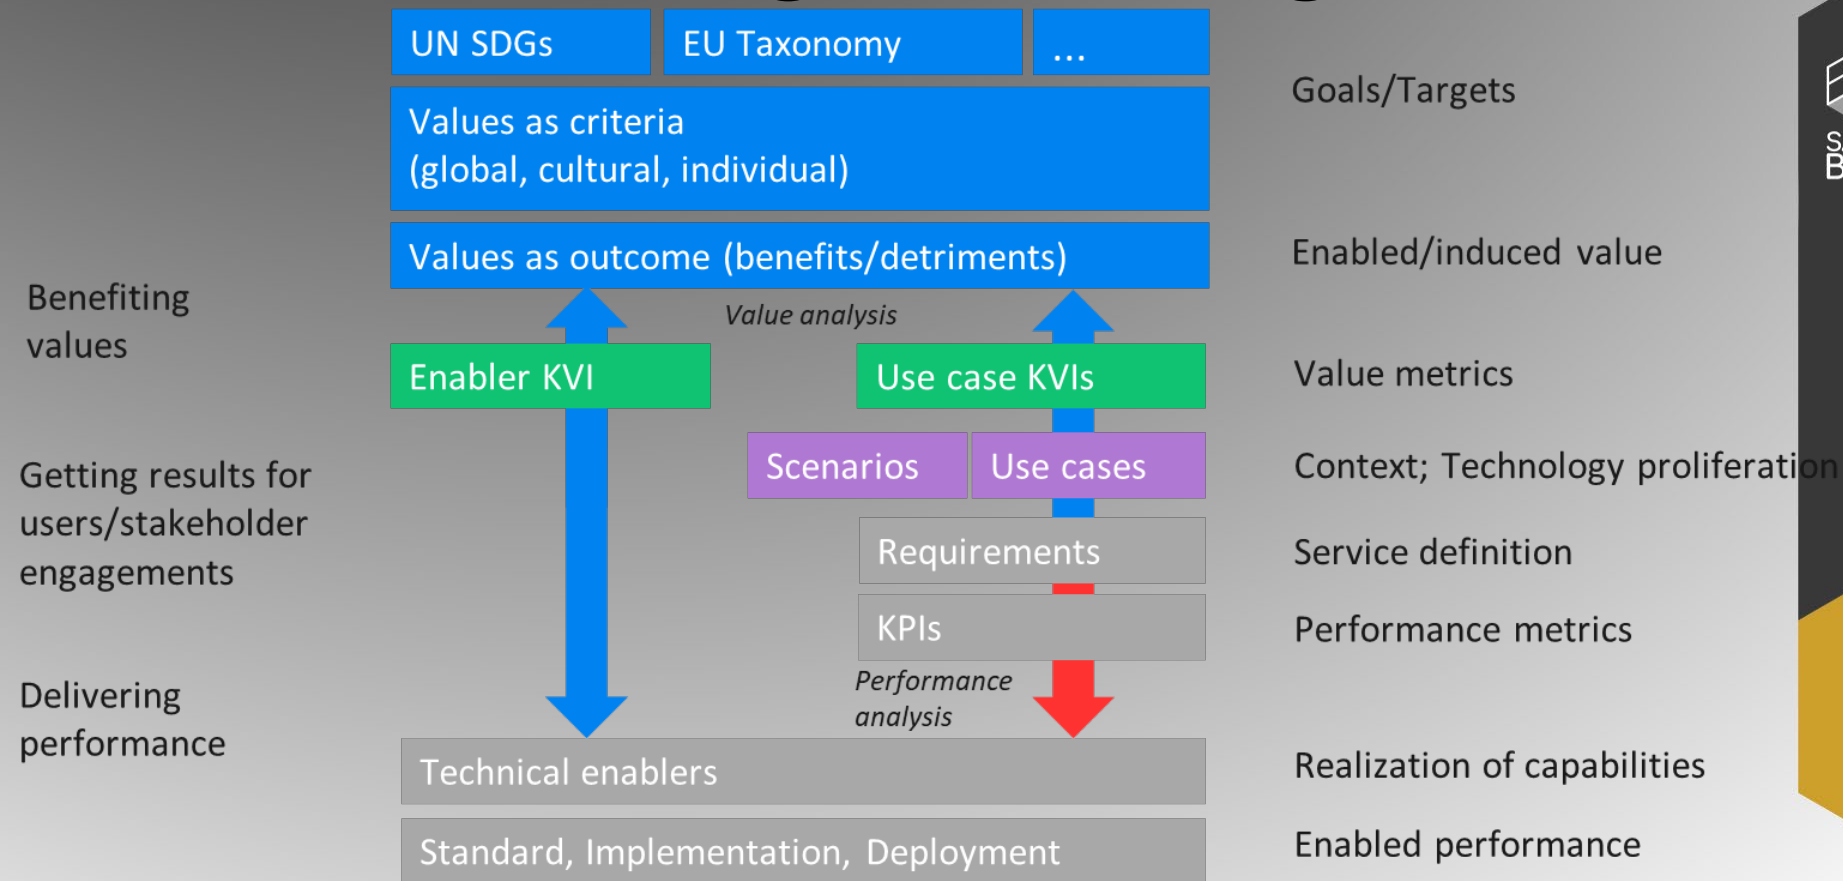 UN SDGs
EU Taxonomy
...
Goals/Targets
Values as criteria
(global, cultural, individual)
Values as outcome (benefits/detriments)
Enabled/induced value
Benefiting
values
Value analysis
Enabler KVI
Use case KVIs
Value metrics
Getting results for
users/stakeholder
engagements
Scenarios
Use cases
Context; Technology proliferation
Requirements
Service definition
KPIs
Performance metrics
Delivering
performance
Performance
analysis
Technical enablers
Realization of capabilities
Standard, Implementation, Deployment
Enabled performance